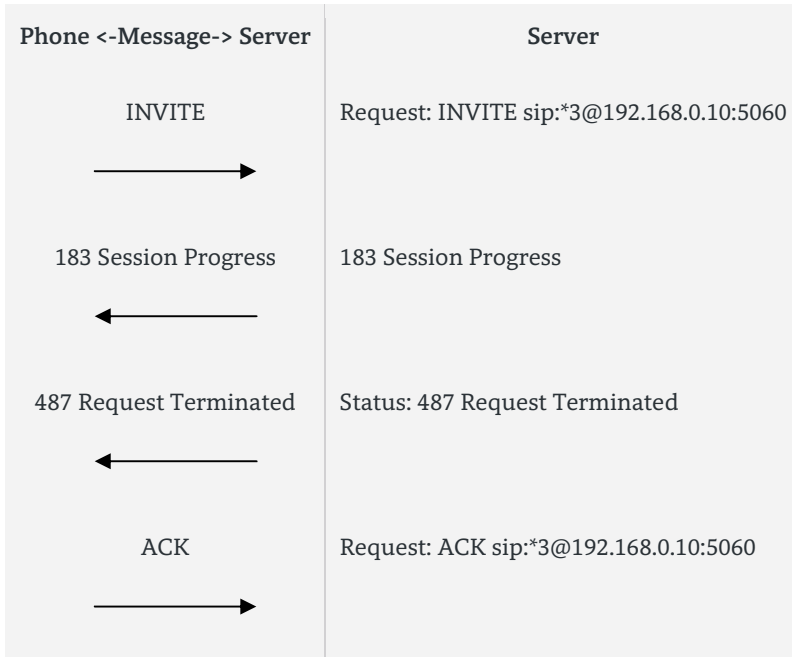 Phone <-Message-> Server
Server
INVITE
Request: INVITE sip:*3@192.168.0.10:5060
183 Session Progress
183 Session Progress
487 Request Terminated
Status: 487 Request Terminated
ACK
Request: ACK sip:*3@192.168.0.10:5060